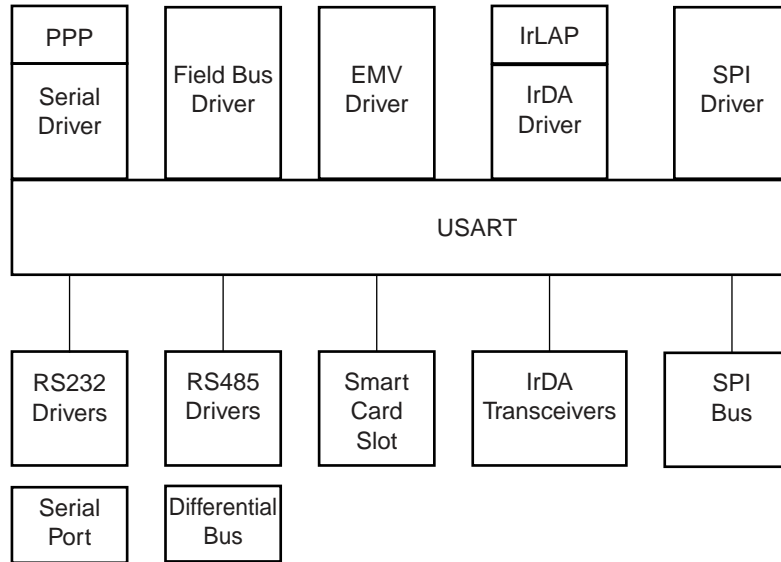 PPP
Serial
Driver
Field Bus
Driver
EMV
Driver
IrLAP
IrDA
Driver
SPI
Driver
USART
RS232
Drivers
RS485
Drivers
Smart
Card
Slot
IrDA
Transceivers
SPI
Bus
Serial
Port
Differential
Bus